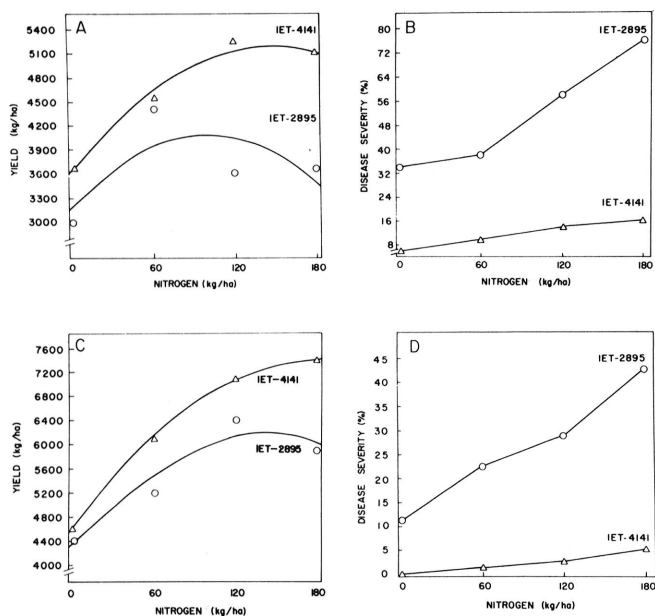 A
IET-4141
IET-2895
5400
5100
4800
4500
4200
3900
3600
3300
3000
YIELD (kg/ha)
0 60 120 180
NITROGEN (kg/ha)
B
IET-2895
IET-4141
80
72
64
56
48
40
32
24
16
8
DISEASE SEVERITY (%)
0 60 120 180
NITROGEN (kg/ha)
C
IET-4141
IET-2895
7600
7200
6800
6400
6000
5600
5200
4800
4400
4000
YIELD (kg/ha)
0 60 120 180
NITROGEN (kg/ha)
D
IET-2895
IET-4141
45
40
35
30
25
20
15
10
5
0
DISEASE SEVERITY (%)
0 60 120 180
NITROGEN (kg/ha)